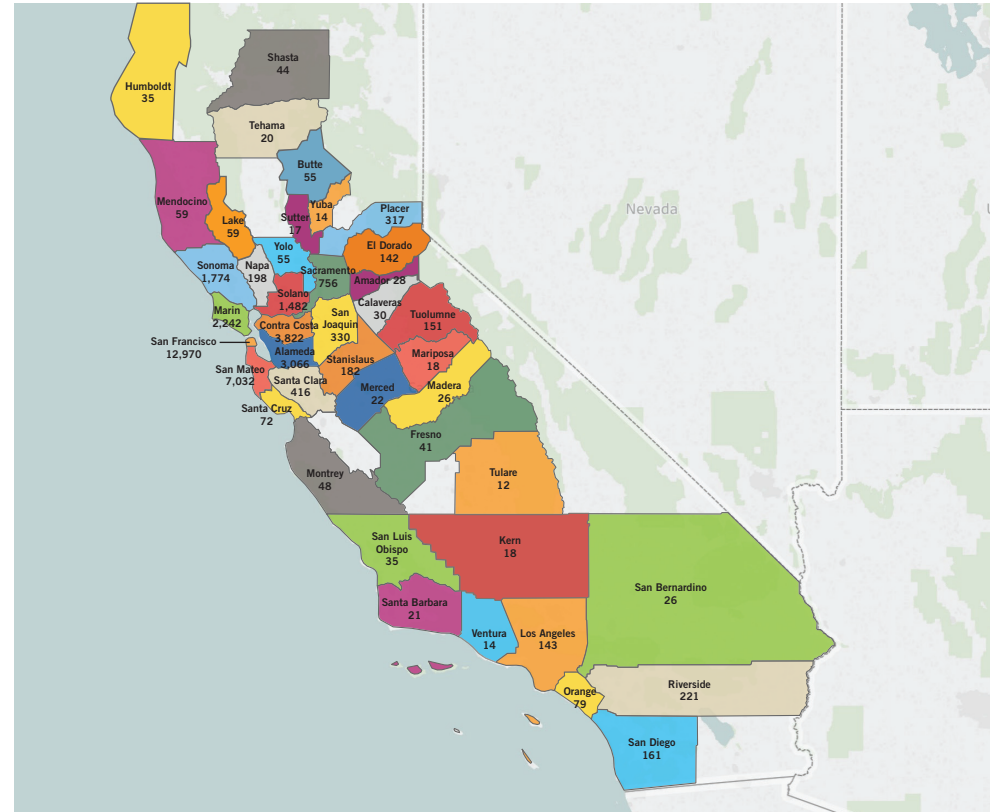 Shasta
44
Humboldt
35
Tehama
20
Butte
55
Mendocino
59
Yuba
14
Placer
317
Lake
59
Sutter
17
El Dorado
142
Yolo
55
Sonoma
1,774
Napa
198
Sacramento
756
Amador 28
Solano
1,482
Calaveras
30
Marin
2,242
San
Joaquin
330
Tuolumne
151
Contra Costa
3,822
San Francisco
12,970
Alameda
3,066
Stanislaus
182
Mariposa
18
San Mateo
7,032
Santa Clara
416
Merced
22
Madera
26
Santa Cruz
72
Fresno
41
Montrey
48
Tulare
12
San Luis
Obispo
35
Kern
18
San Bernardino
26
Santa Barbara
21
Ventura
14
Los Angeles
143
Orange
79
Riverside
221
San Diego
161
Nevada